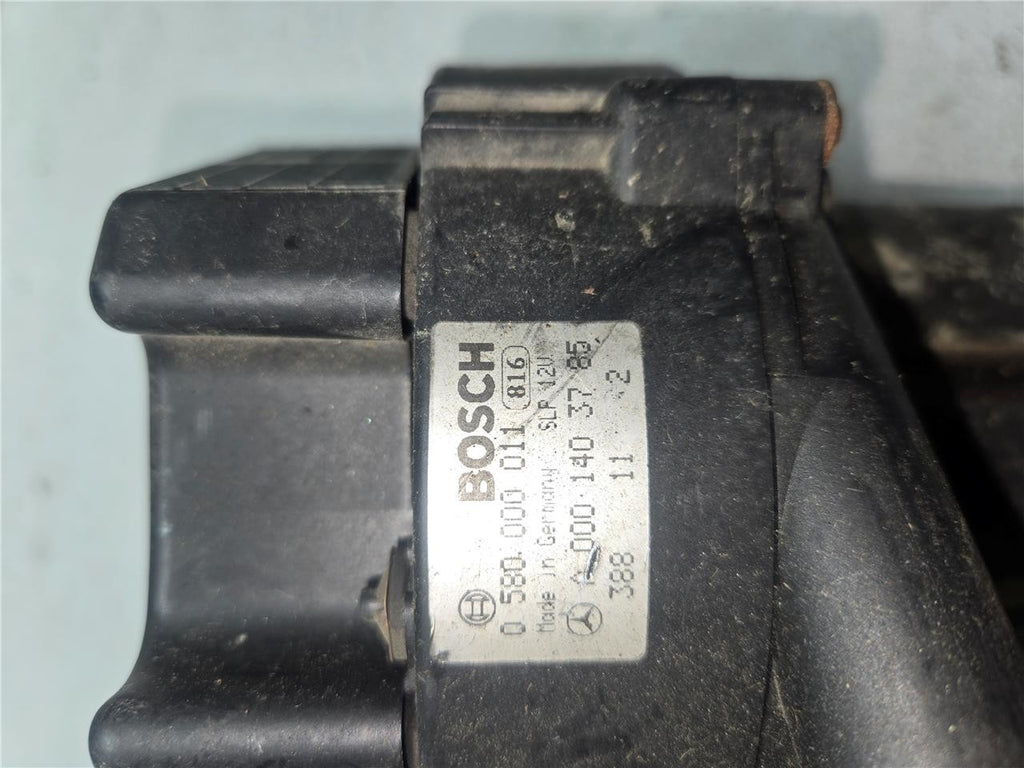 BOSCH
0 580 000 011 816
Made in Germany SLP 12V
A 000 140 37 85
388 11 2